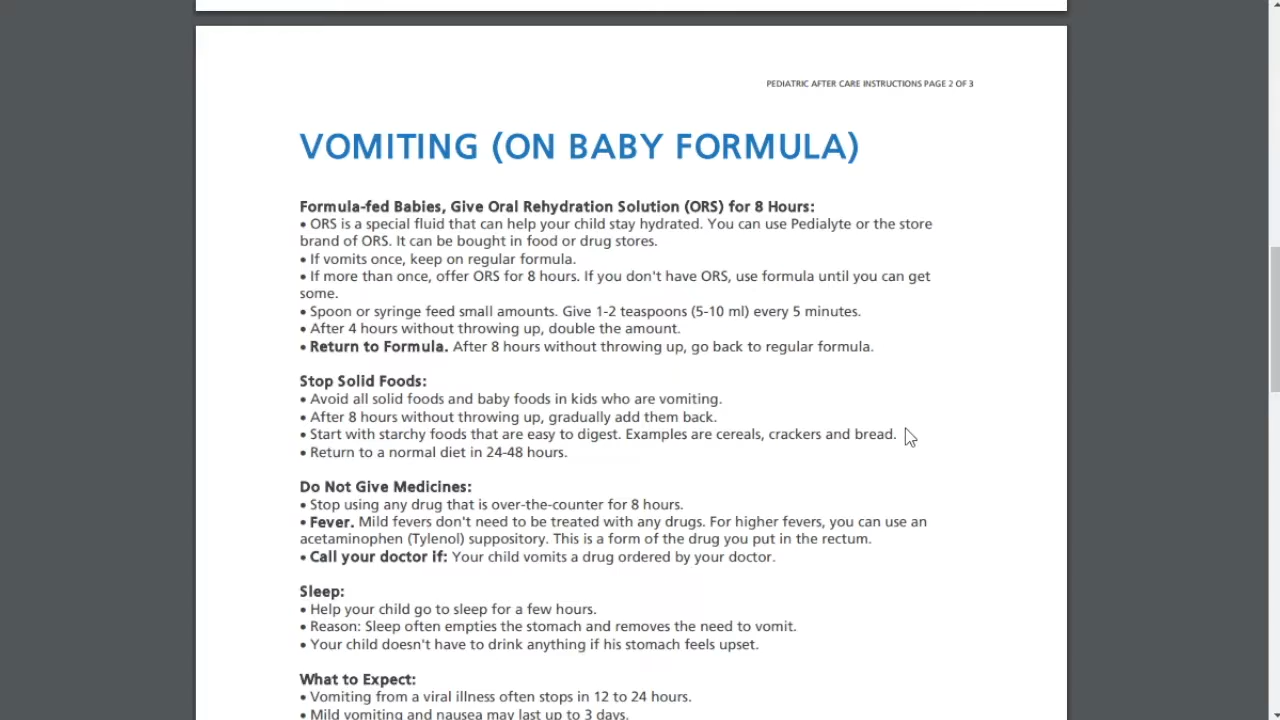 PEDIATRIC AFTER CARE INSTRUCTIONS PAGE 2 OF 3
VOMITING (ON BABY FORMULA)
Formula-fed Babies, Give Oral Rehydration Solution (ORS) for 8 Hours:
• ORS is a special fluid that can help your child stay hydrated. You can use Pedialyte or the store
brand of ORS. It can be bought in food or drug stores.
• If vomits once, keep on regular formula.
• If more than once, offer ORS for 8 hours. If you don't have ORS, use formula until you can get
some.
• Spoon or syringe feed small amounts. Give 1-2 teaspoons (5-10 ml) every 5 minutes.
• After 4 hours without throwing up, double the amount.
• Return to Formula. After 8 hours without throwing up, go back to regular formula.
Stop Solid Foods:
• Avoid all solid foods and baby foods in kids who are vomiting.
• After 8 hours without throwing up, gradually add them back.
• Start with starchy foods that are easy to digest. Examples are cereals, crackers and bread.
• Return to a normal diet in 24-48 hours.
Do Not Give Medicines:
• Stop using any drug that is over-the-counter for 8 hours.
• Fever. Mild fevers don't need to be treated with any drugs. For higher fevers, you can use an
acetaminophen (Tylenol) suppository. This is a form of the drug you put in the rectum.
• Call your doctor if: Your child vomits a drug ordered by your doctor.
Sleep:
• Help your child go to sleep for a few hours.
• Reason: Sleep often empties the stomach and removes the need to vomit.
• Your child doesn't have to drink anything if his stomach feels upset.
What to Expect:
• Vomiting from a viral illness often stops in 12 to 24 hours.
• Mild vomiting and nausea may last up to 3 days.